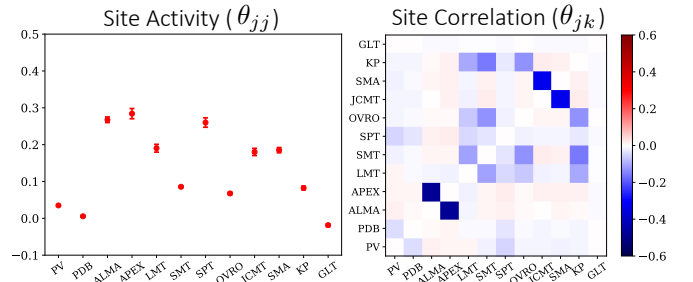 Site Activity (θjj)
0.5
0.4
0.3
0.2
0.1
0.0
−0.1
PV PDB ALMA APEX LMT SMT SPT OVRO JCMT SMA KP GLT
Site Correlation (θjk)
GLT
KP
SMA
JCMT
OVRO
SPT
SMT
LMT
APEX
ALMA
PDB
PV
PV PDB ALMA APEX LMT SMT SPT OVRO JCMT SMA KP GLT
0.6
0.4
0.2
0.0
−0.2
−0.4
−0.6